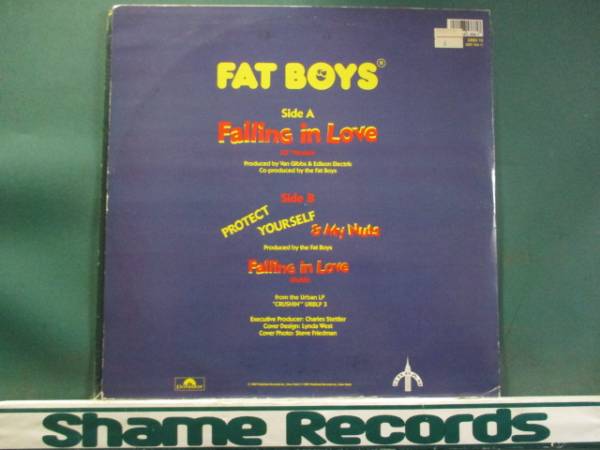 FAT BOYS®
Side A
Falling in Love
Produced by Van Gibbs & Edison Electric
Co-produced by the Fat Boys
Side B
PROTECT
YOURSELF
& My Nuts
Produced by the Fat Boys
Falling in Love
from the Urban LP
"CRUSHIN'" URBLP 3
Executive Producer: Charles Stettler
Cover Design: Lynda West
Cover Photo: Steve Friedman
Shame Records